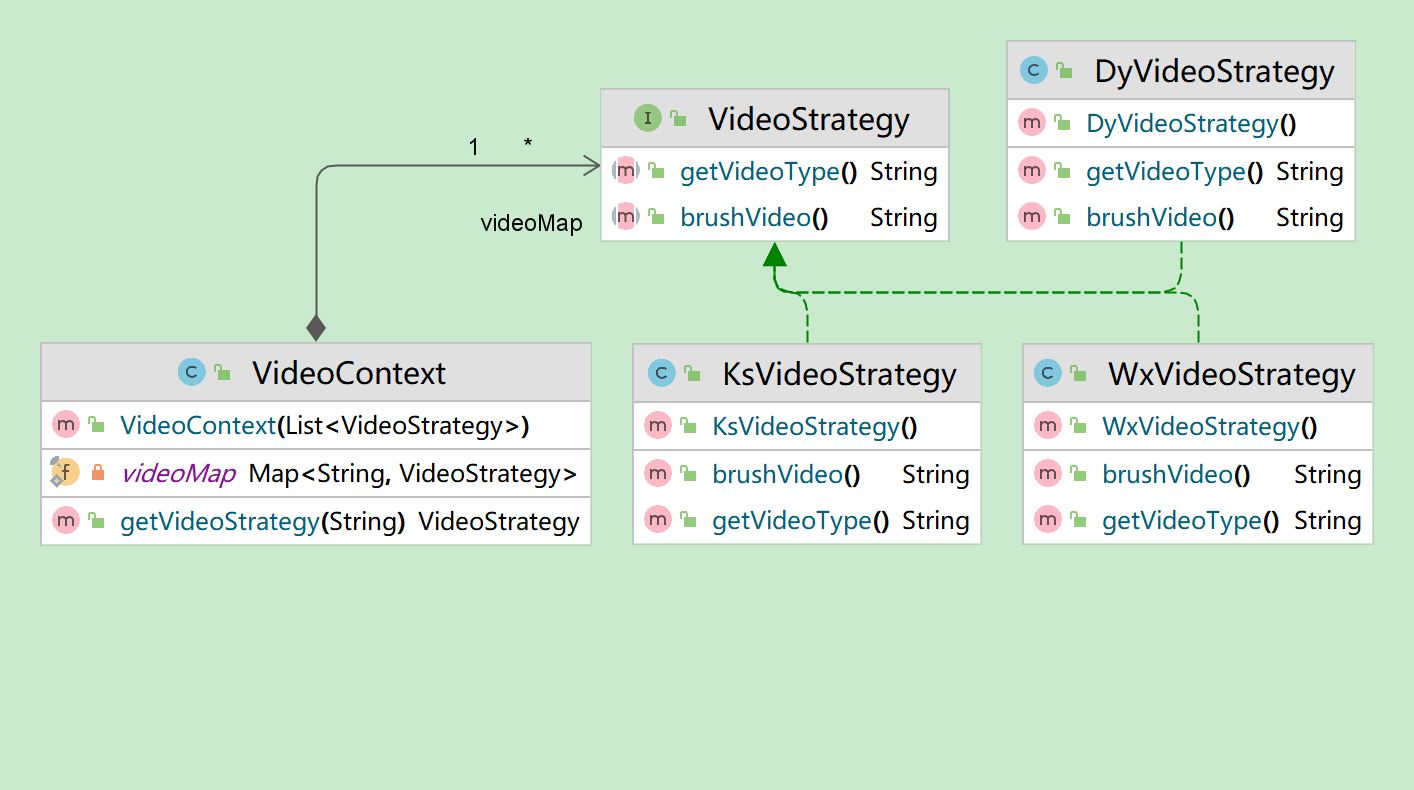 DyVideoStrategy
DyVideoStrategy()
getVideoType() String
brushVideo() String
VideoStrategy
getVideoType() String
brushVideo() String
1 *
videoMap
VideoContext
VideoContext(List<VideoStrategy>)
videoMap Map<String, VideoStrategy>
getVideoStrategy(String) VideoStrategy
KsVideoStrategy
KsVideoStrategy()
brushVideo() String
getVideoType() String
WxVideoStrategy
WxVideoStrategy()
brushVideo() String
getVideoType() String